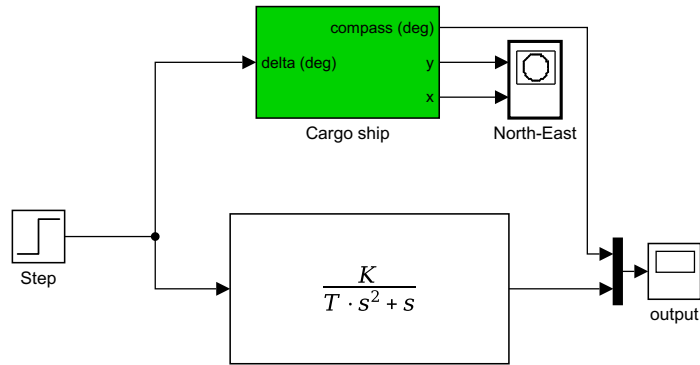 compass (deg)
delta (deg)
y
x
Cargo ship
North-East
Step
K
T · s² + s
output